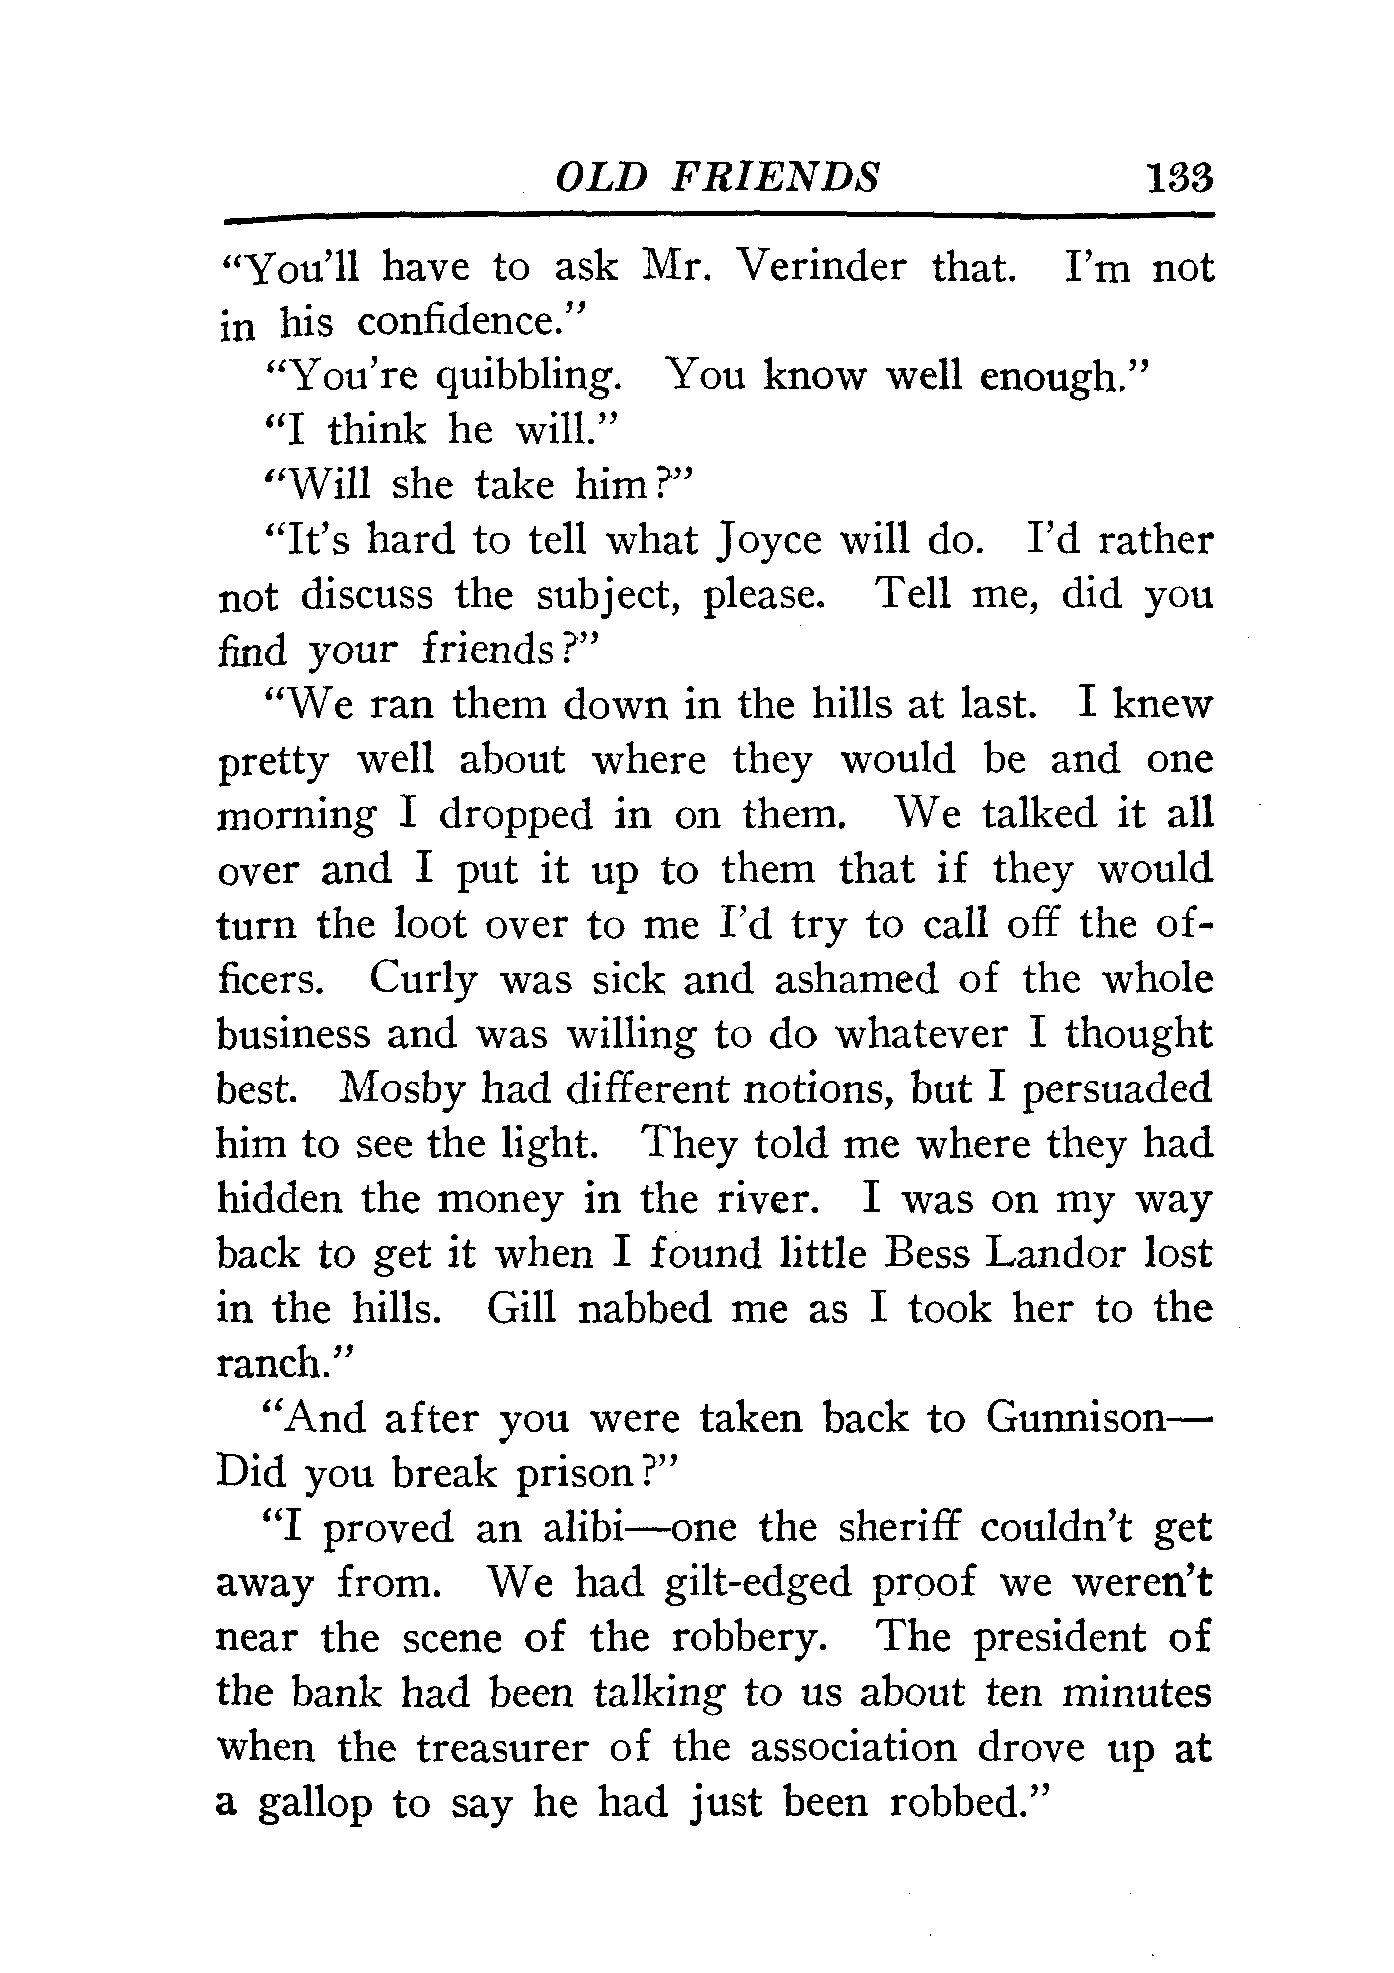 OLD FRIENDS 133
"You'll have to ask Mr. Verinder that. I'm not
in his confidence."
"You're quibbling. You know well enough."
"I think he will."
"Will she take him?"
"It's hard to tell what Joyce will do. I'd rather
not discuss the subject, please. Tell me, did you
find your friends?"
"We ran them down in the hills at last. I knew
pretty well about where they would be and one
morning I dropped in on them. We talked it all
over and I put it up to them that if they would
turn the loot over to me I'd try to call off the of-
ficers. Curly was sick and ashamed of the whole
business and was willing to do whatever I thought
best. Mosby had different notions, but I persuaded
him to see the light. They told me where they had
hidden the money in the river. I was on my way
back to get it when I found little Bess Landor lost
in the hills. Gill nabbed me as I took her to the
ranch."
"And after you were taken back to Gunnison—
Did you break prison?"
"I proved an alibi—one the sheriff couldn't get
away from. We had gilt-edged proof we weren't
near the scene of the robbery. The president of
the bank had been talking to us about ten minutes
when the treasurer of the association drove up at
a gallop to say he had just been robbed."